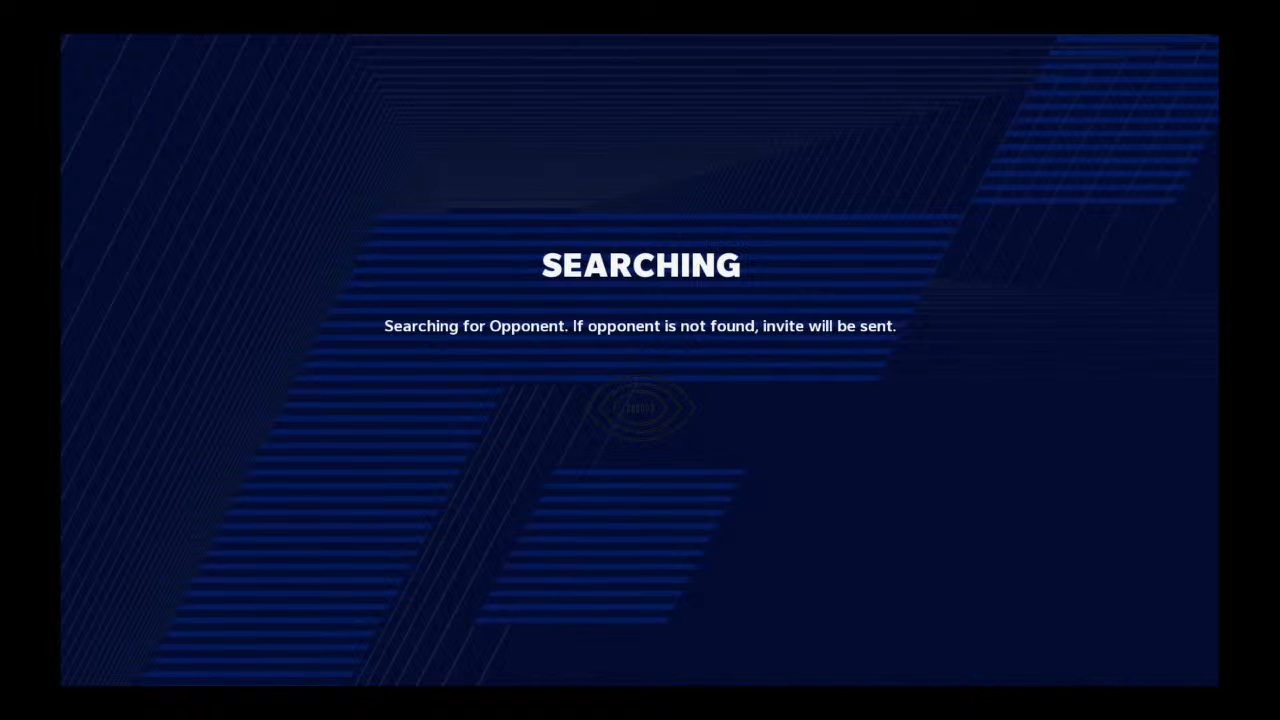 SEARCHING
Searching for Opponent. If opponent is not found, invite will be sent.